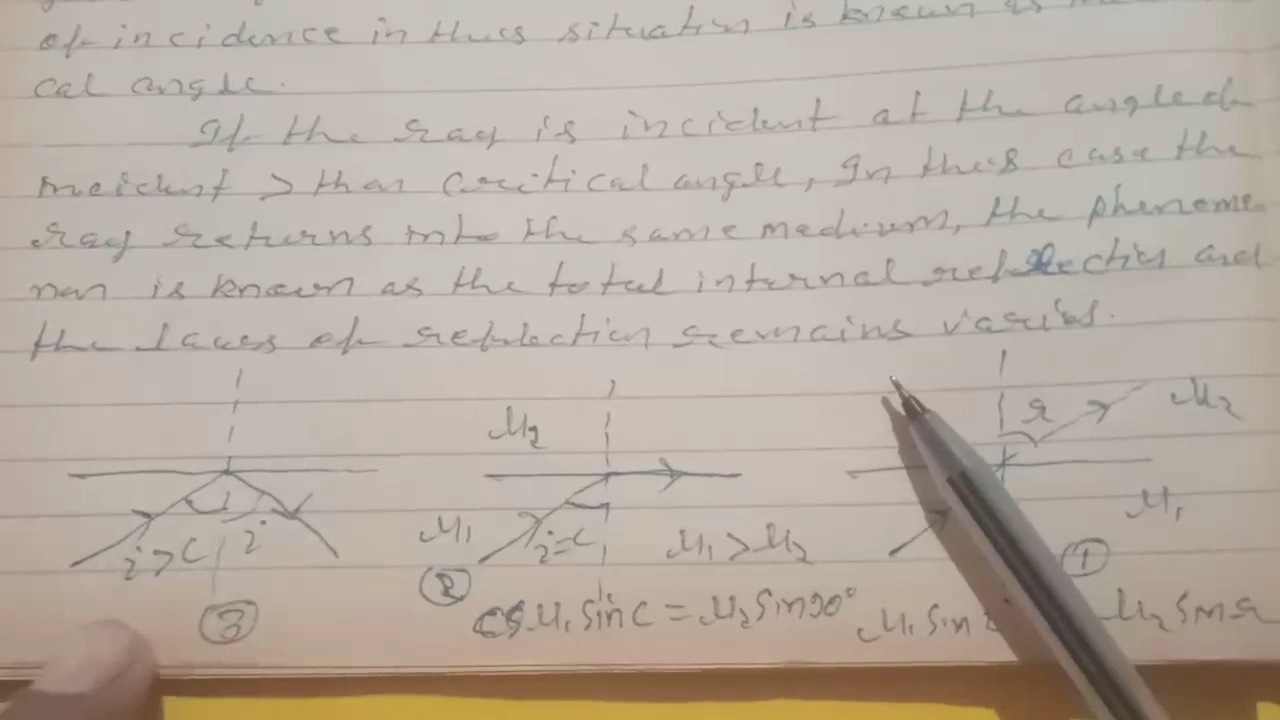 of incidence in this situation is known as
cal angle.
If the ray is incident at the angle of
incident > than critical angle, In this case the
ray returns into the same medium, the phenome
nan is known as the total internal reflection and
the laws of reflection remains varies.
r μ2
μ2
μ1
μ1
i>c i
i=c μ1>μ2
① ② ③
μ1 sin c = μ2 sin90° μ1 sin i μ2 sin r